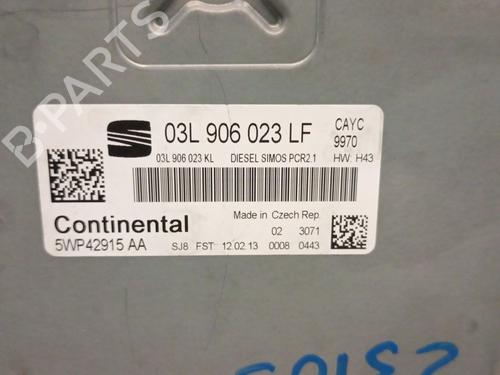 B-PARTS
03L 906 023 LF
CAYC
9970
03L 906 023 KL DIESEL SIMOS PCR2.1 HW: H43
Continental
Made in Czech Rep.
5WP42915 AA
02 3071
SJ8 FST 12.02.13 0008 0443